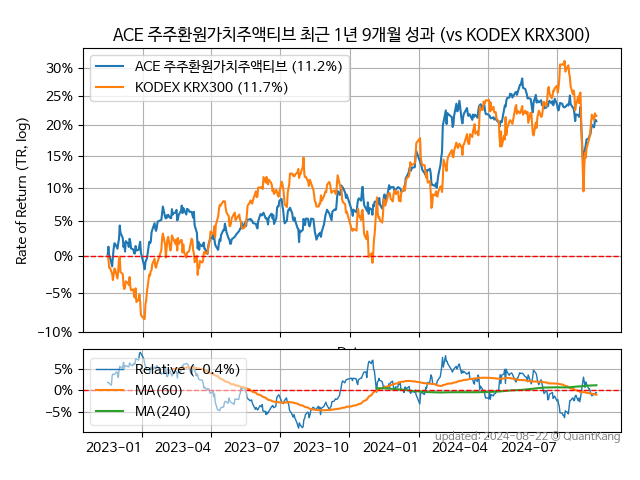 ACE 주주환원가치주액티브 최근 1년 9개월 성과 (vs KODEX KRX300)
Rate of Return (TR, log)
30%
25%
20%
15%
10%
5%
0%
−5%
−10%
ACE 주주환원가치주액티브 (11.2%)
KODEX KRX300 (11.7%)
5%
0%
−5%
Relative (−0.4%)
MA(60)
MA(240)
updated: 2024-08-22 © QuantKang
2023−01 2023−04 2023−07 2023−10 2024−01 2024−04 2024−07